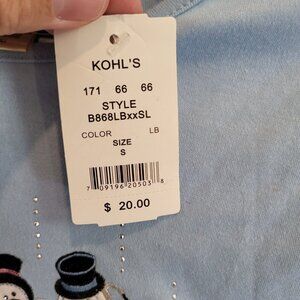 KOHL'S
171 66 66
STYLE
B868LBxxSL
COLOR LB
SIZE
S
7 09196 20503 8
$ 20.00